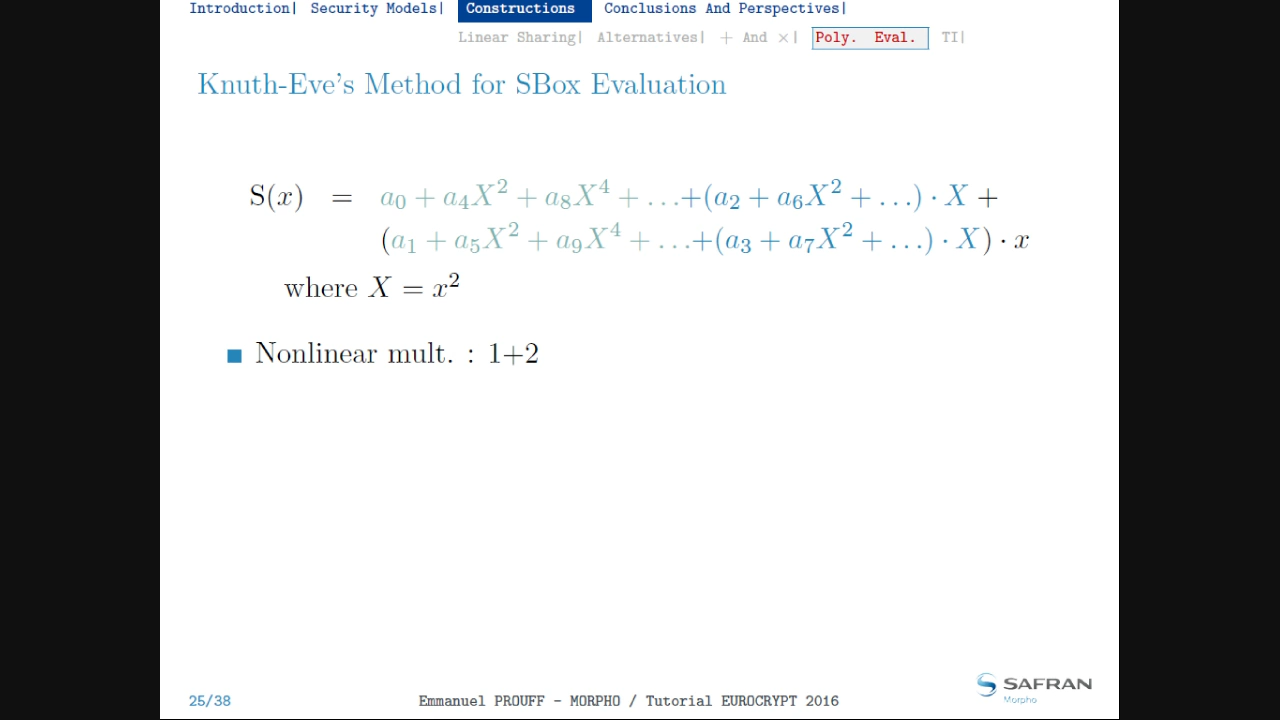 Introduction| Security Models| Constructions Conclusions And Perspectives|
Linear Sharing| Alternatives| + And ×| Poly. Eval. TI|
Knuth-Eve's Method for SBox Evaluation
S(x) = a₀ + a₄X² + a₈X⁴ + ...+(a₂ + a₆X² + ...) · X +
(a₁ + a₅X² + a₉X⁴ + ...+(a₃ + a₇X² + ...) · X) · x
where X = x²
Nonlinear mult. : 1+2
SAFRAN
Morpho
25/38 Emmanuel PROUFF - MORPHO / Tutorial EUROCRYPT 2016